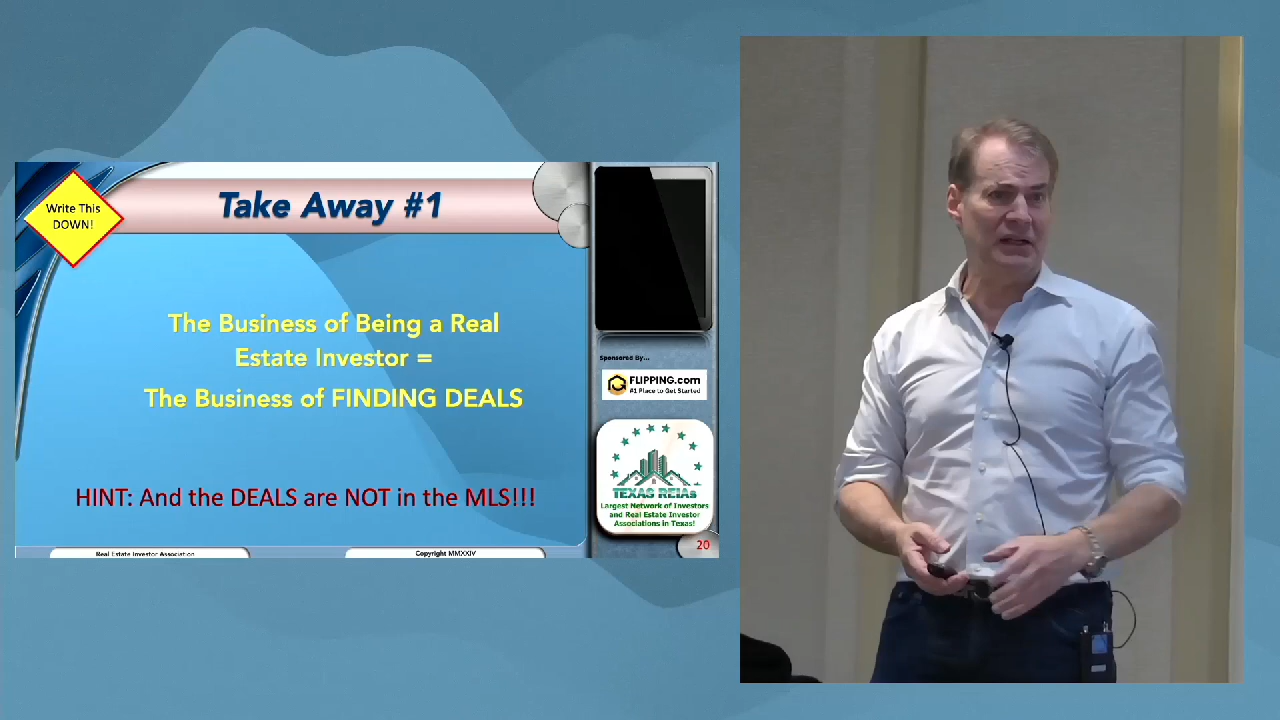 Write This
DOWN!
Take Away #1
The Business of Being a Real
Estate Investor =
The Business of FINDING DEALS
HINT: And the DEALS are NOT in the MLS!!!
Real Estate Investor Association
Copyright MMXXIV
Sponsored By...
FLIPPING.com
#1 Place to Get Started
TEXAS REIAs
Largest Network of Investors
and Real Estate Investor
Associations in Texas!
20